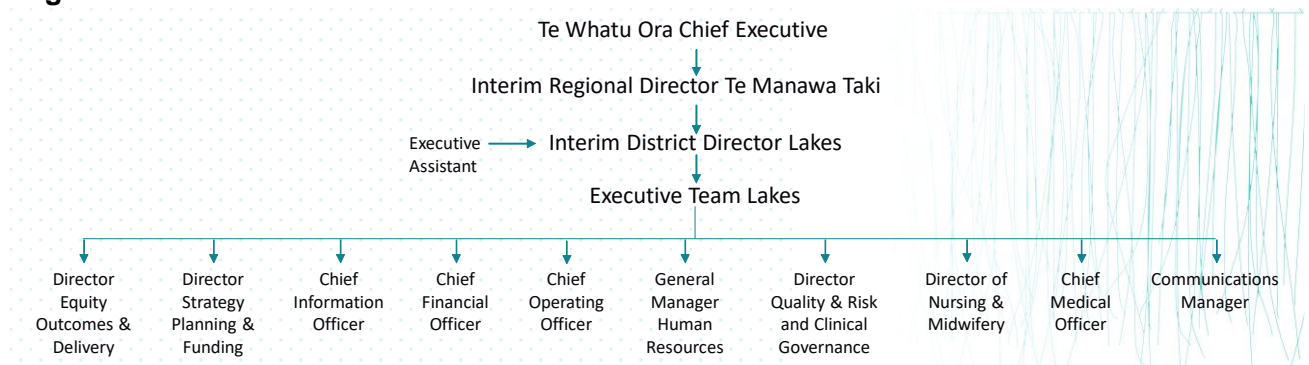 Te Whatu Ora Chief Executive
Interim Regional Director Te Manawa Taki
Executive
Assistant
Interim District Director Lakes
Executive Team Lakes
Director
Equity
Outcomes &
Delivery
Director
Strategy
Planning &
Funding
Chief
Information
Officer
Chief
Financial
Officer
Chief
Operating
Officer
General
Manager
Human
Resources
Director
Quality & Risk
and Clinical
Governance
Director of
Nursing &
Midwifery
Chief
Medical
Officer
Communications
Manager